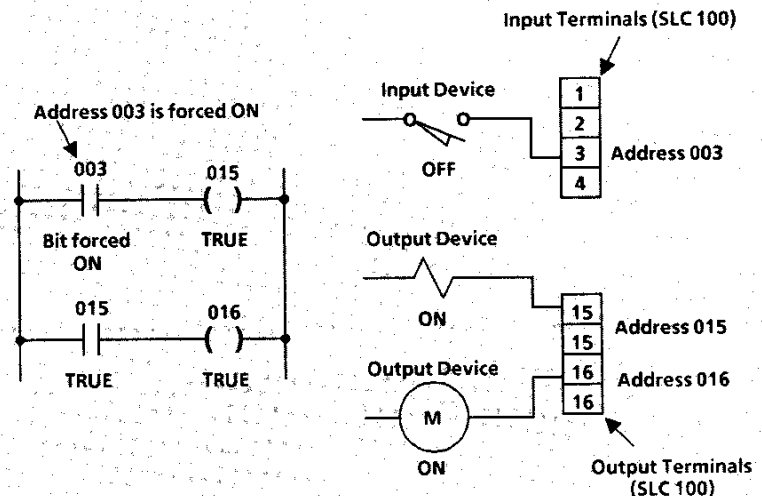 Address 003 is forced ON
003
015
Bit forced
ON
TRUE
015
016
TRUE
TRUE
Input Terminals (SLC 100)
Input Device
OFF
1
2
3
4
Address 003
Output Device
ON
15
15
16
16
Address 015
Address 016
Output Device
M
ON
Output Terminals
(SLC 100)